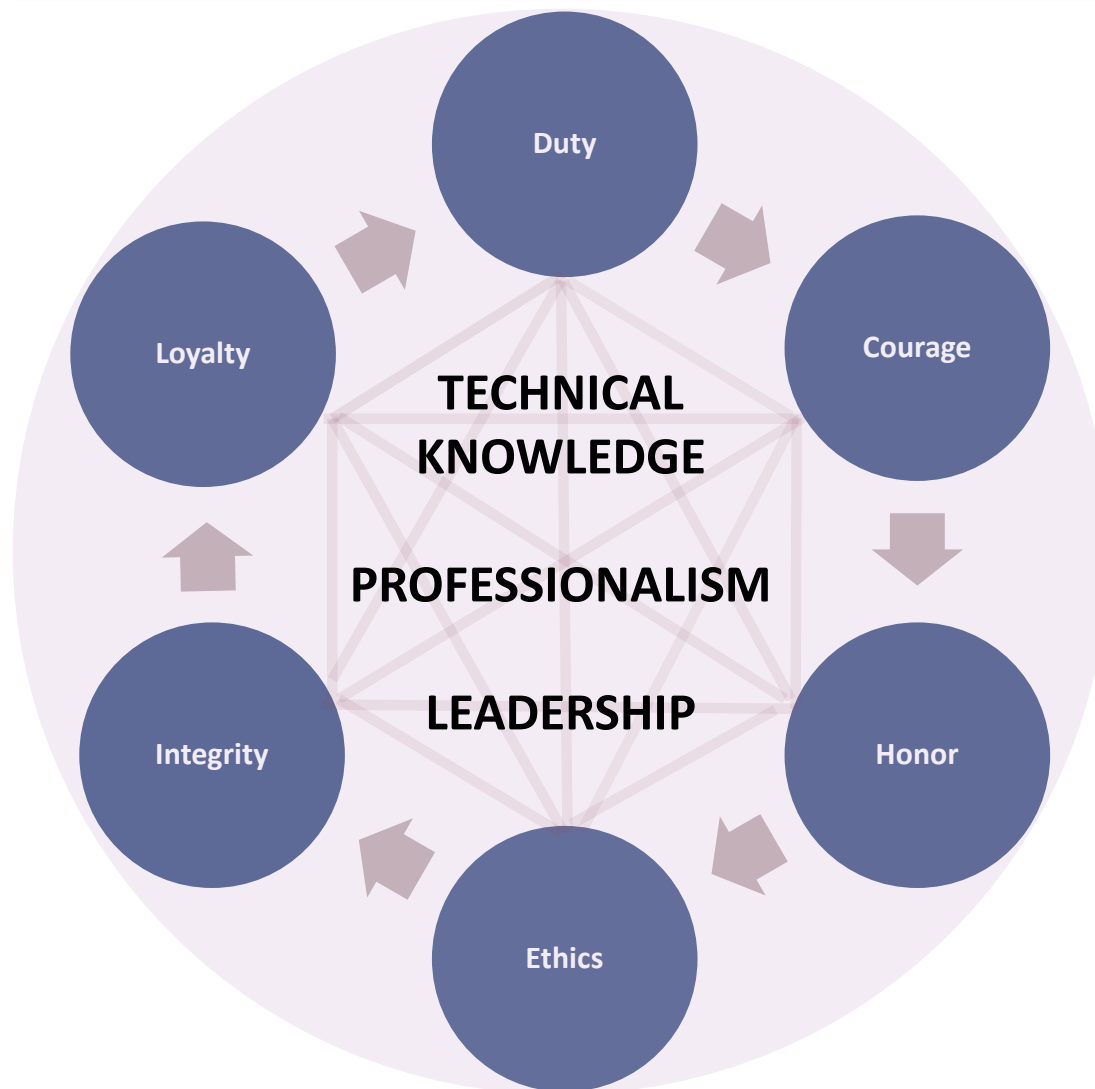 Duty
Loyalty
Courage
TECHNICAL
KNOWLEDGE
PROFESSIONALISM
LEADERSHIP
Integrity
Honor
Ethics